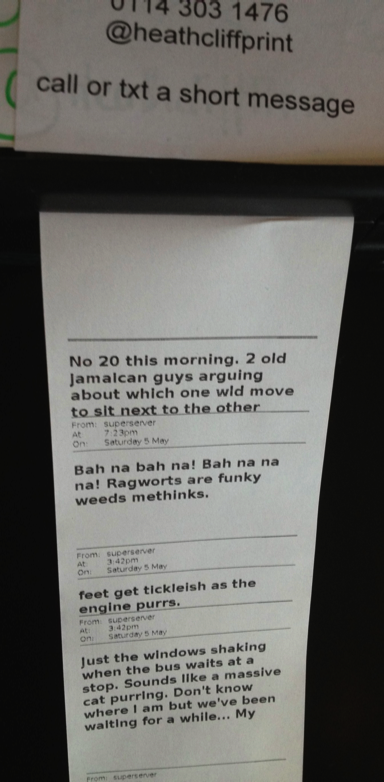 0114 303 1476
@heathcliffprint
call or txt a short message
No 20 this morning. 2 old
Jamaican guys arguing
about which one wld move
to sit next to the other
From: superserver
At: 7:23pm
On: Saturday 5 May
Bah na bah na! Bah na na
na! Ragworts are funky
weeds methinks.
From: superserver
At: 3:42pm
On: Saturday 5 May
feet get tickleish as the
engine purrs.
From: superserver
At: 3:42pm
On: Saturday 5 May
Just the windows shaking
when the bus waits at a
stop. Sounds like a massive
cat purring. Don't know
where I am but we've been
waiting for a while... My
From: superserver